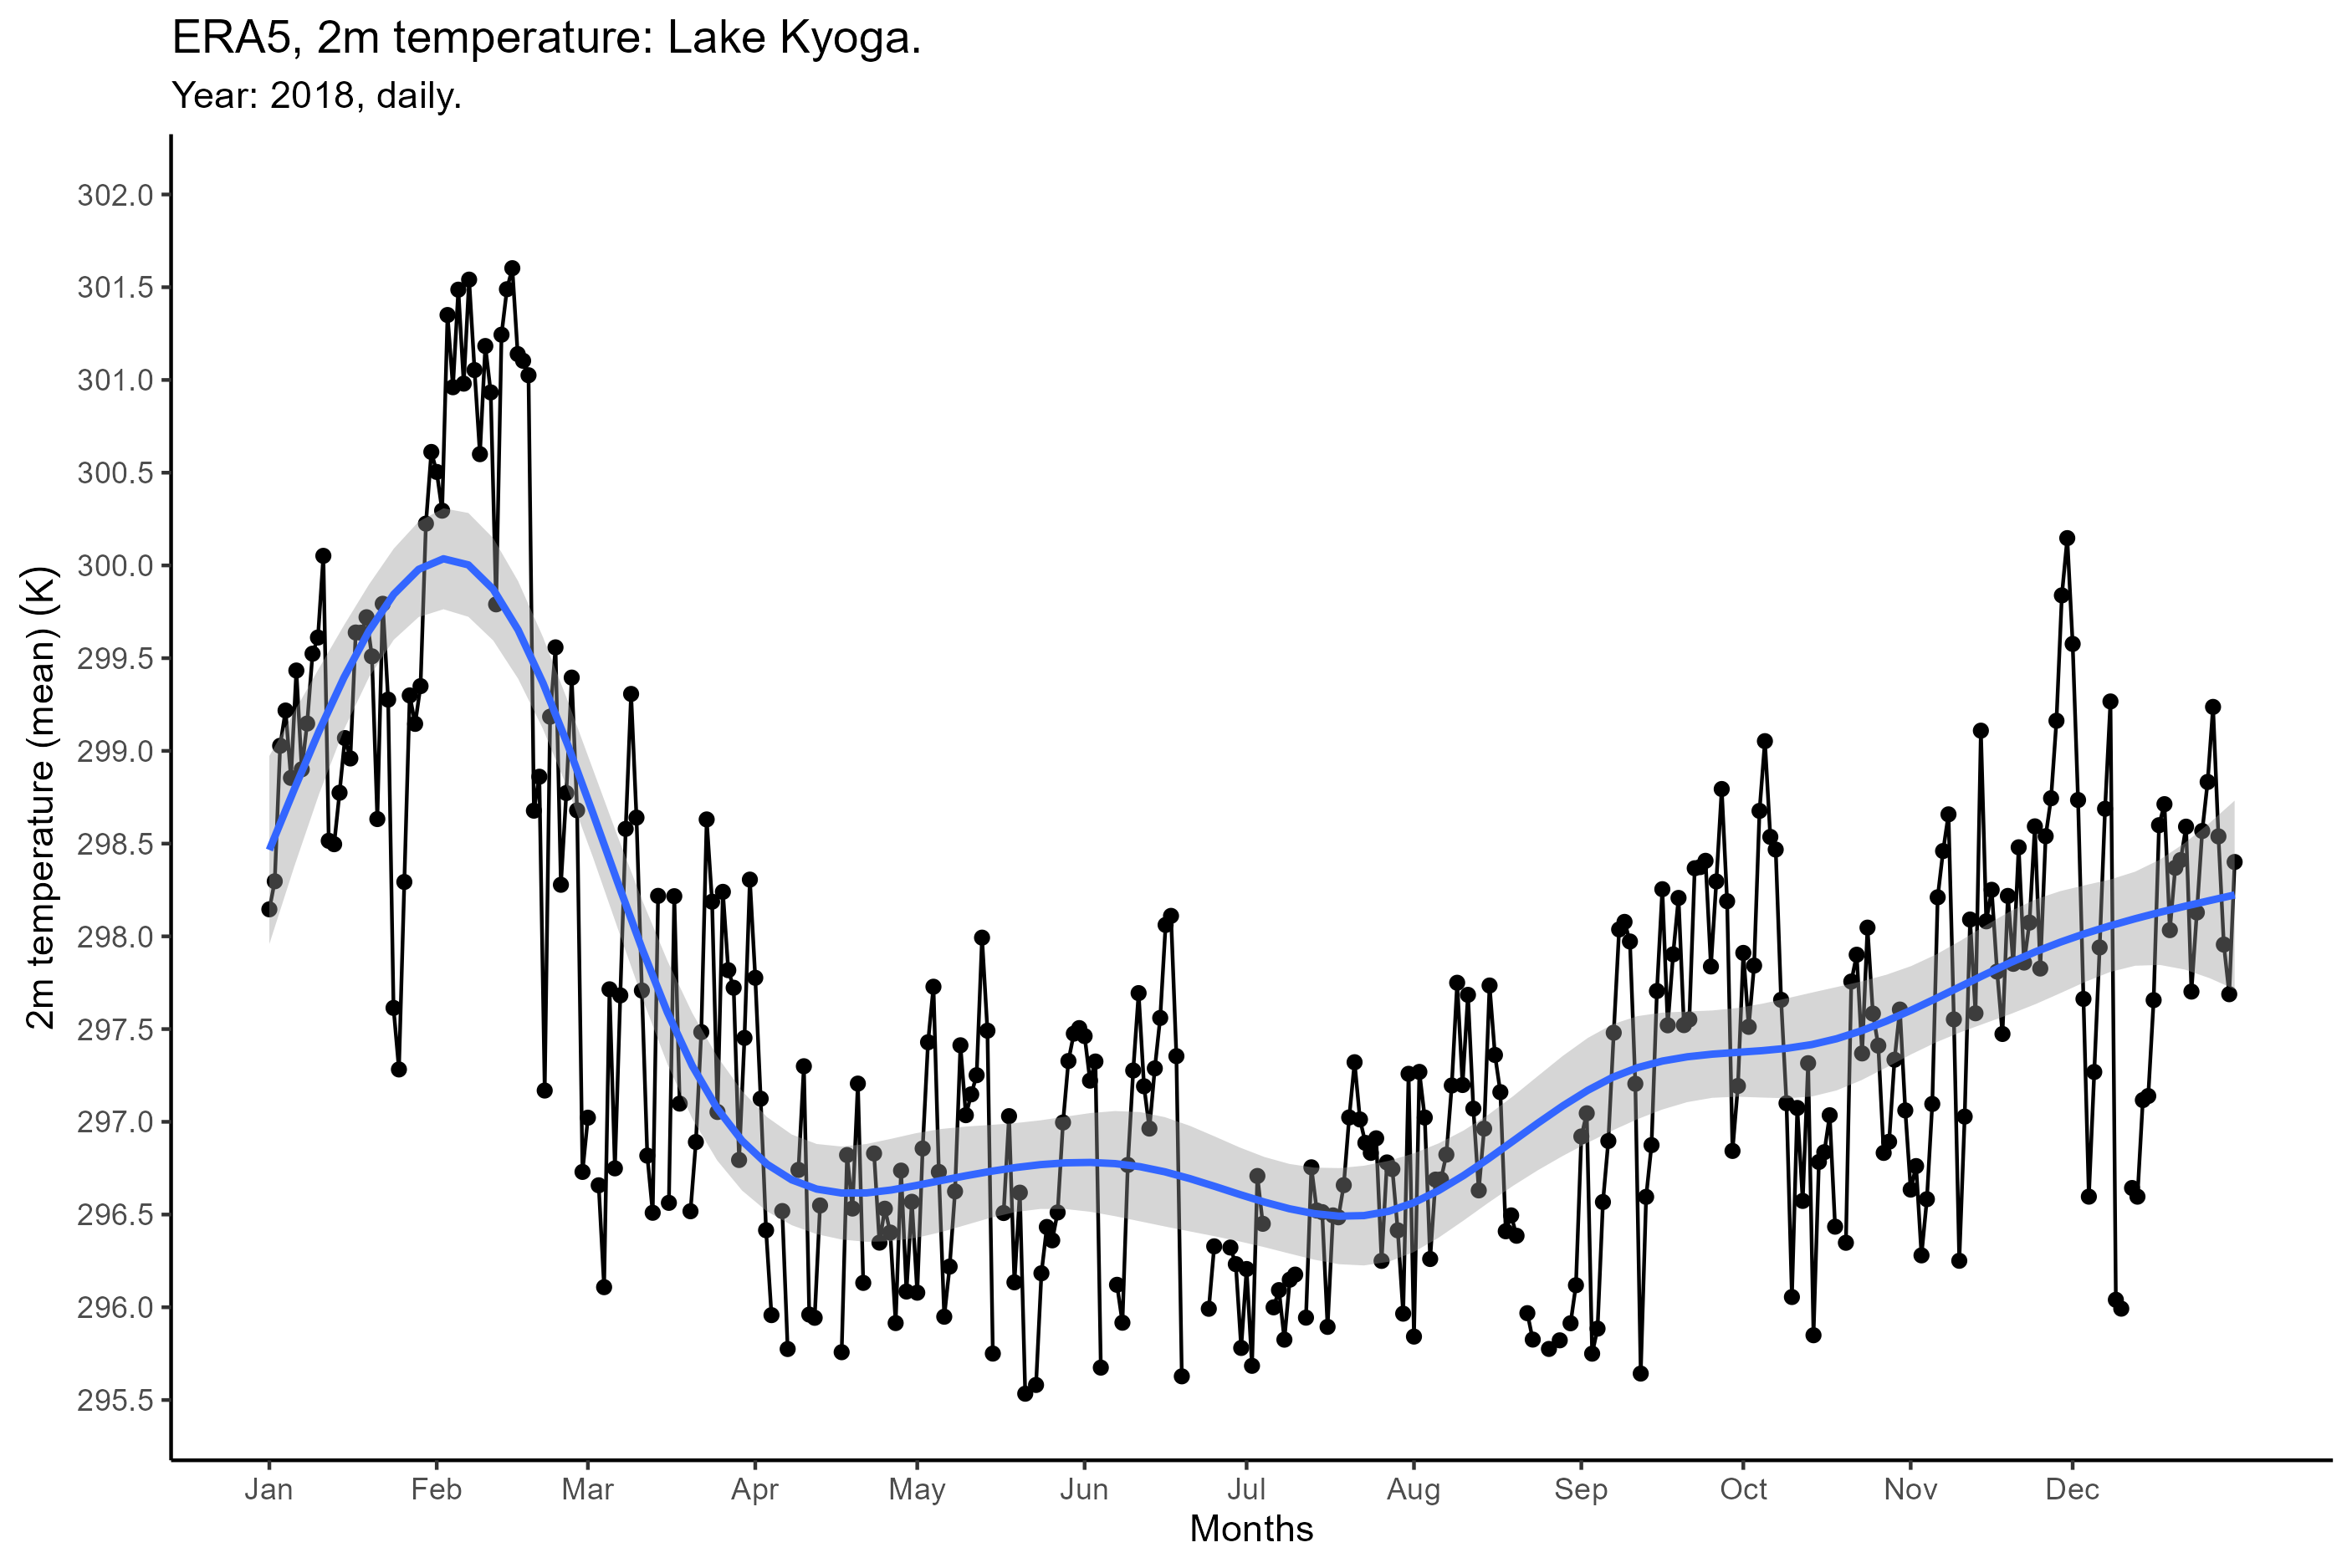 ERA5, 2m temperature: Lake Kyoga.
Year: 2018, daily.
2m temperature (mean) (K)
302.0
301.5
301.0
300.5
300.0
299.5
299.0
298.5
298.0
297.5
297.0
296.5
296.0
295.5
Jan Feb Mar Apr May Jun Jul Aug Sep Oct Nov Dec
Months